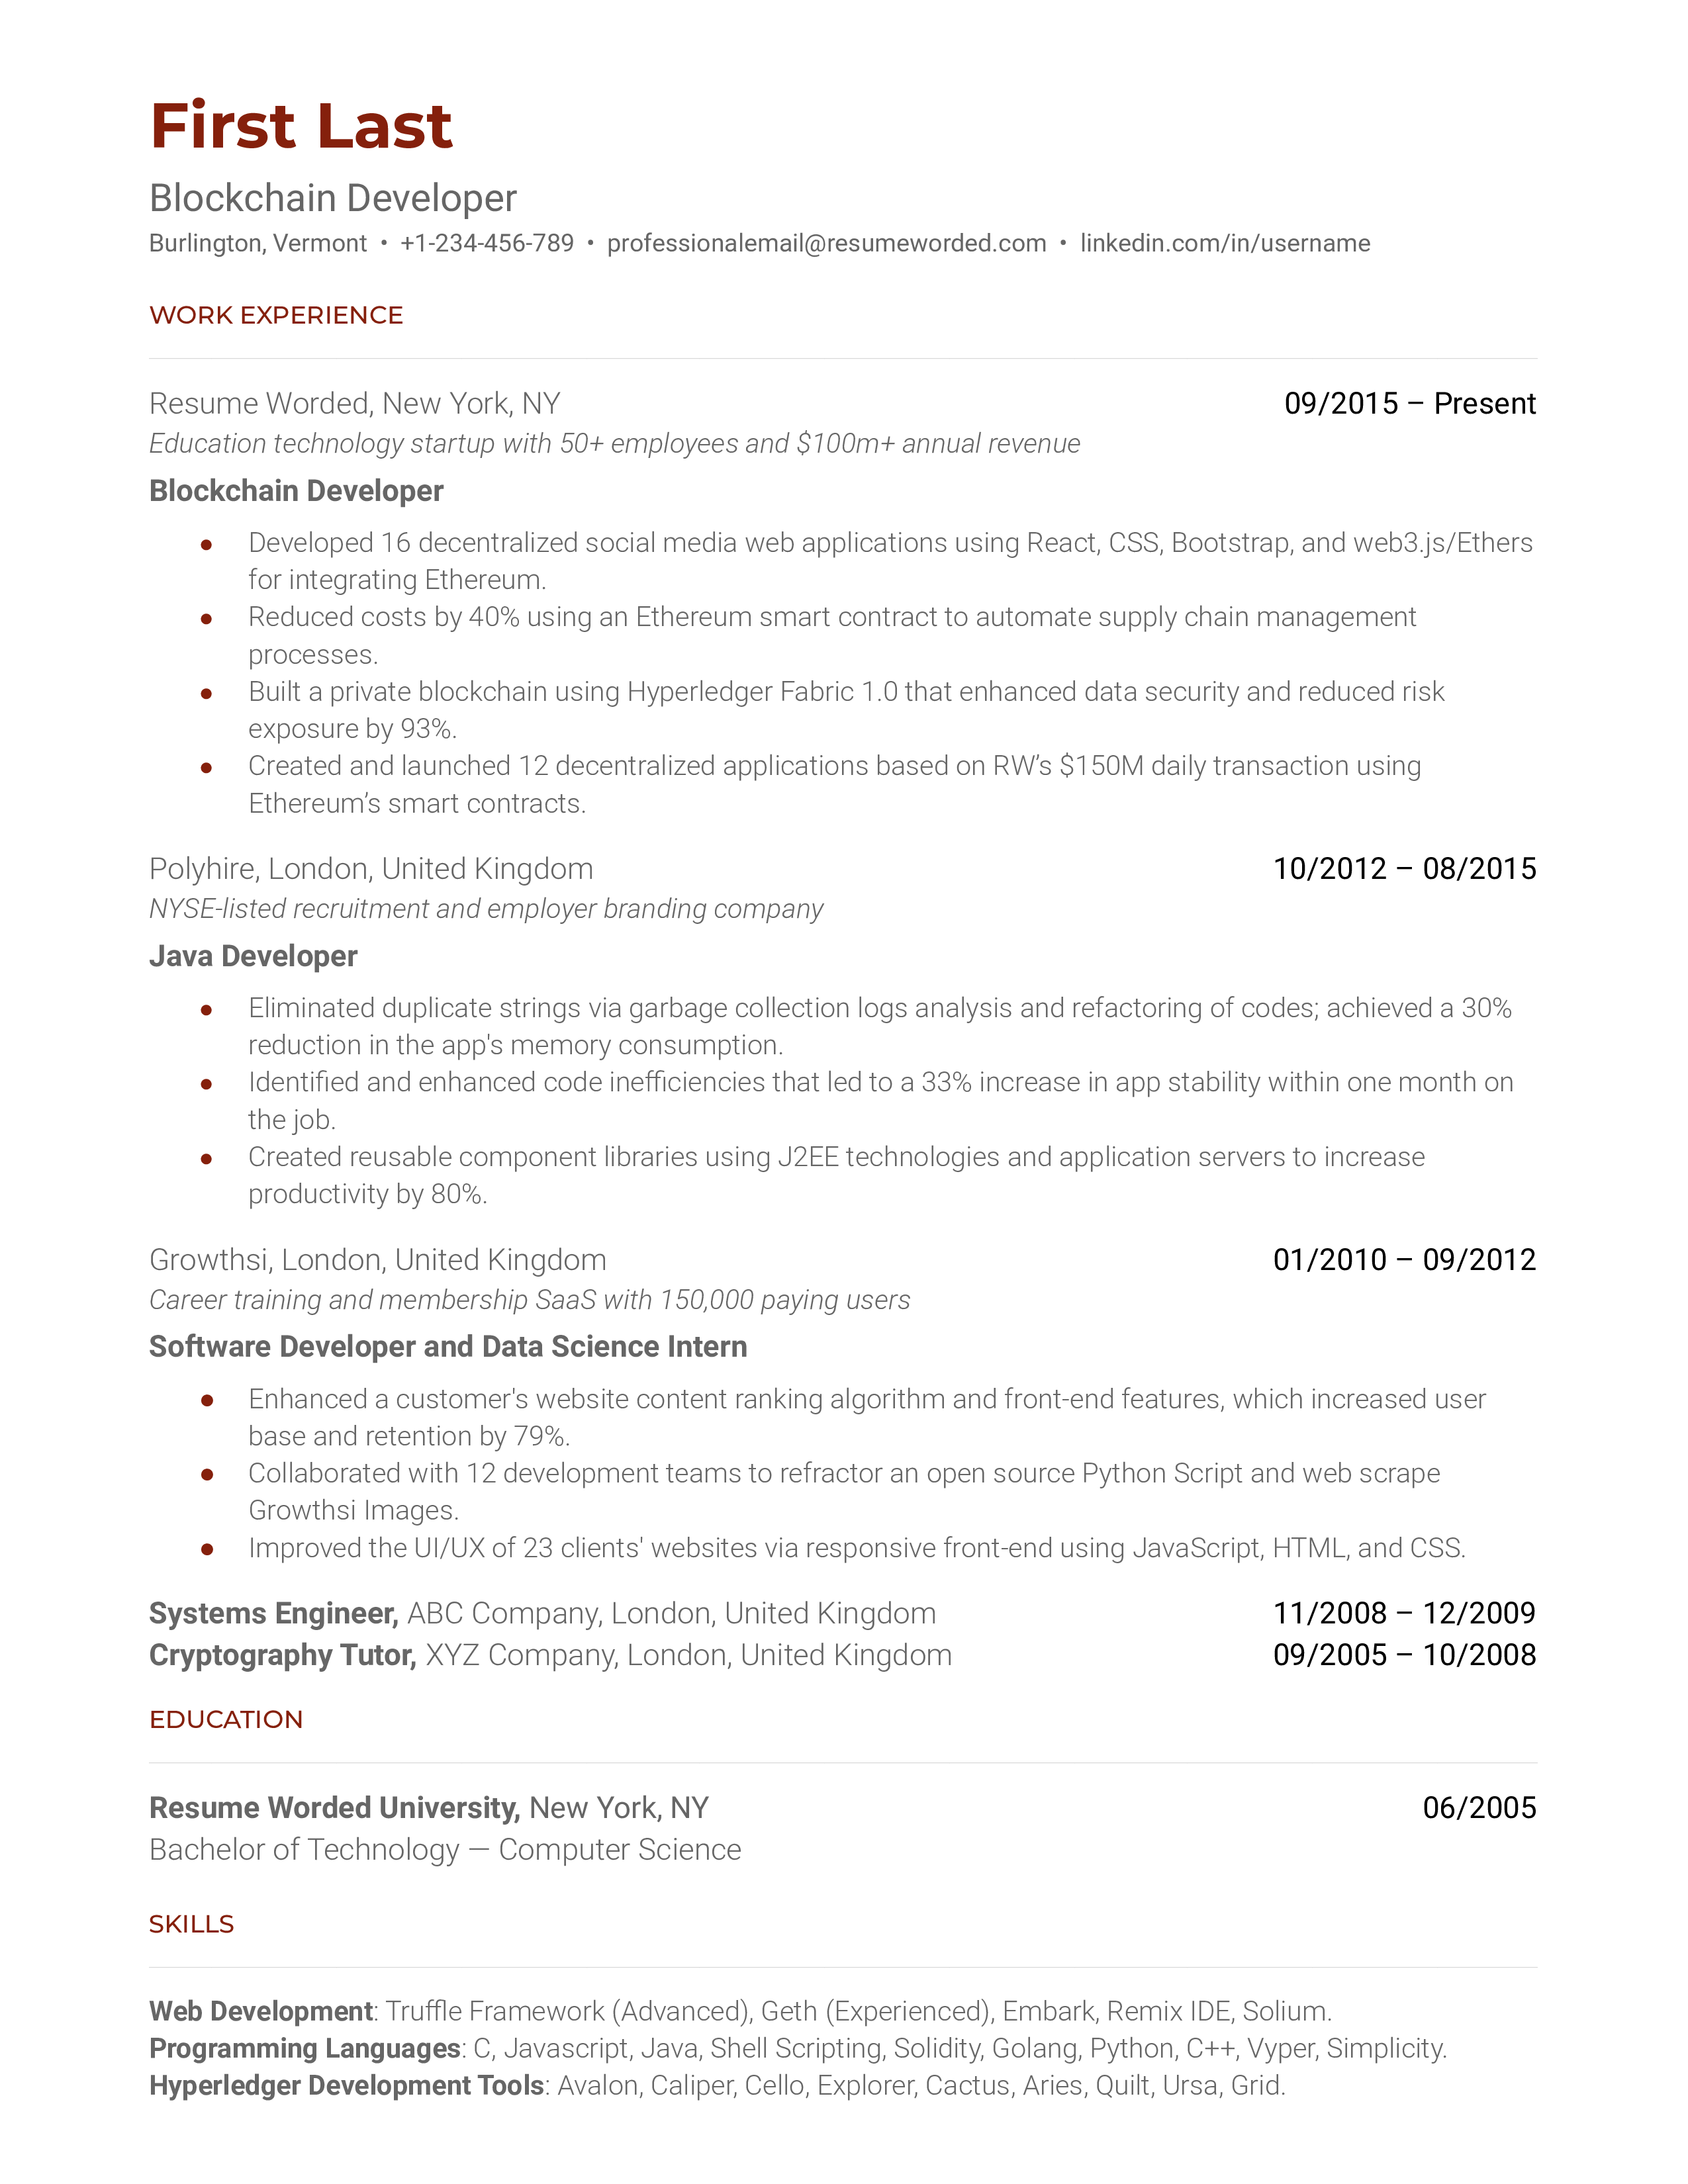 First Last
Blockchain Developer
Burlington, Vermont • +1-234-456-789 • professionalemail@resumeworded.com • linkedin.com/in/username
WORK EXPERIENCE
Resume Worded, New York, NY 09/2015 – Present
Education technology startup with 50+ employees and $100m+ annual revenue
Blockchain Developer
● Developed 16 decentralized social media web applications using React, CSS, Bootstrap, and web3.js/Ethers
for integrating Ethereum.
● Reduced costs by 40% using an Ethereum smart contract to automate supply chain management
processes.
● Built a private blockchain using Hyperledger Fabric 1.0 that enhanced data security and reduced risk
exposure by 93%.
● Created and launched 12 decentralized applications based on RW’s $150M daily transaction using
Ethereum’s smart contracts.
Polyhire, London, United Kingdom 10/2012 – 08/2015
NYSE-listed recruitment and employer branding company
Java Developer
● Eliminated duplicate strings via garbage collection logs analysis and refactoring of codes; achieved a 30%
reduction in the app's memory consumption.
● Identified and enhanced code inefficiencies that led to a 33% increase in app stability within one month on
the job.
● Created reusable component libraries using J2EE technologies and application servers to increase
productivity by 80%.
Growthsi, London, United Kingdom 01/2010 – 09/2012
Career training and membership SaaS with 150,000 paying users
Software Developer and Data Science Intern
● Enhanced a customer's website content ranking algorithm and front-end features, which increased user
base and retention by 79%.
● Collaborated with 12 development teams to refractor an open source Python Script and web scrape
Growthsi Images.
● Improved the UI/UX of 23 clients' websites via responsive front-end using JavaScript, HTML, and CSS.
Systems Engineer, ABC Company, London, United Kingdom 11/2008 – 12/2009
Cryptography Tutor, XYZ Company, London, United Kingdom 09/2005 – 10/2008
EDUCATION
Resume Worded University, New York, NY 06/2005
Bachelor of Technology — Computer Science
SKILLS
Web Development: Truffle Framework (Advanced), Geth (Experienced), Embark, Remix IDE, Solium.
Programming Languages: C, Javascript, Java, Shell Scripting, Solidity, Golang, Python, C++, Vyper, Simplicity.
Hyperledger Development Tools: Avalon, Caliper, Cello, Explorer, Cactus, Aries, Quilt, Ursa, Grid.